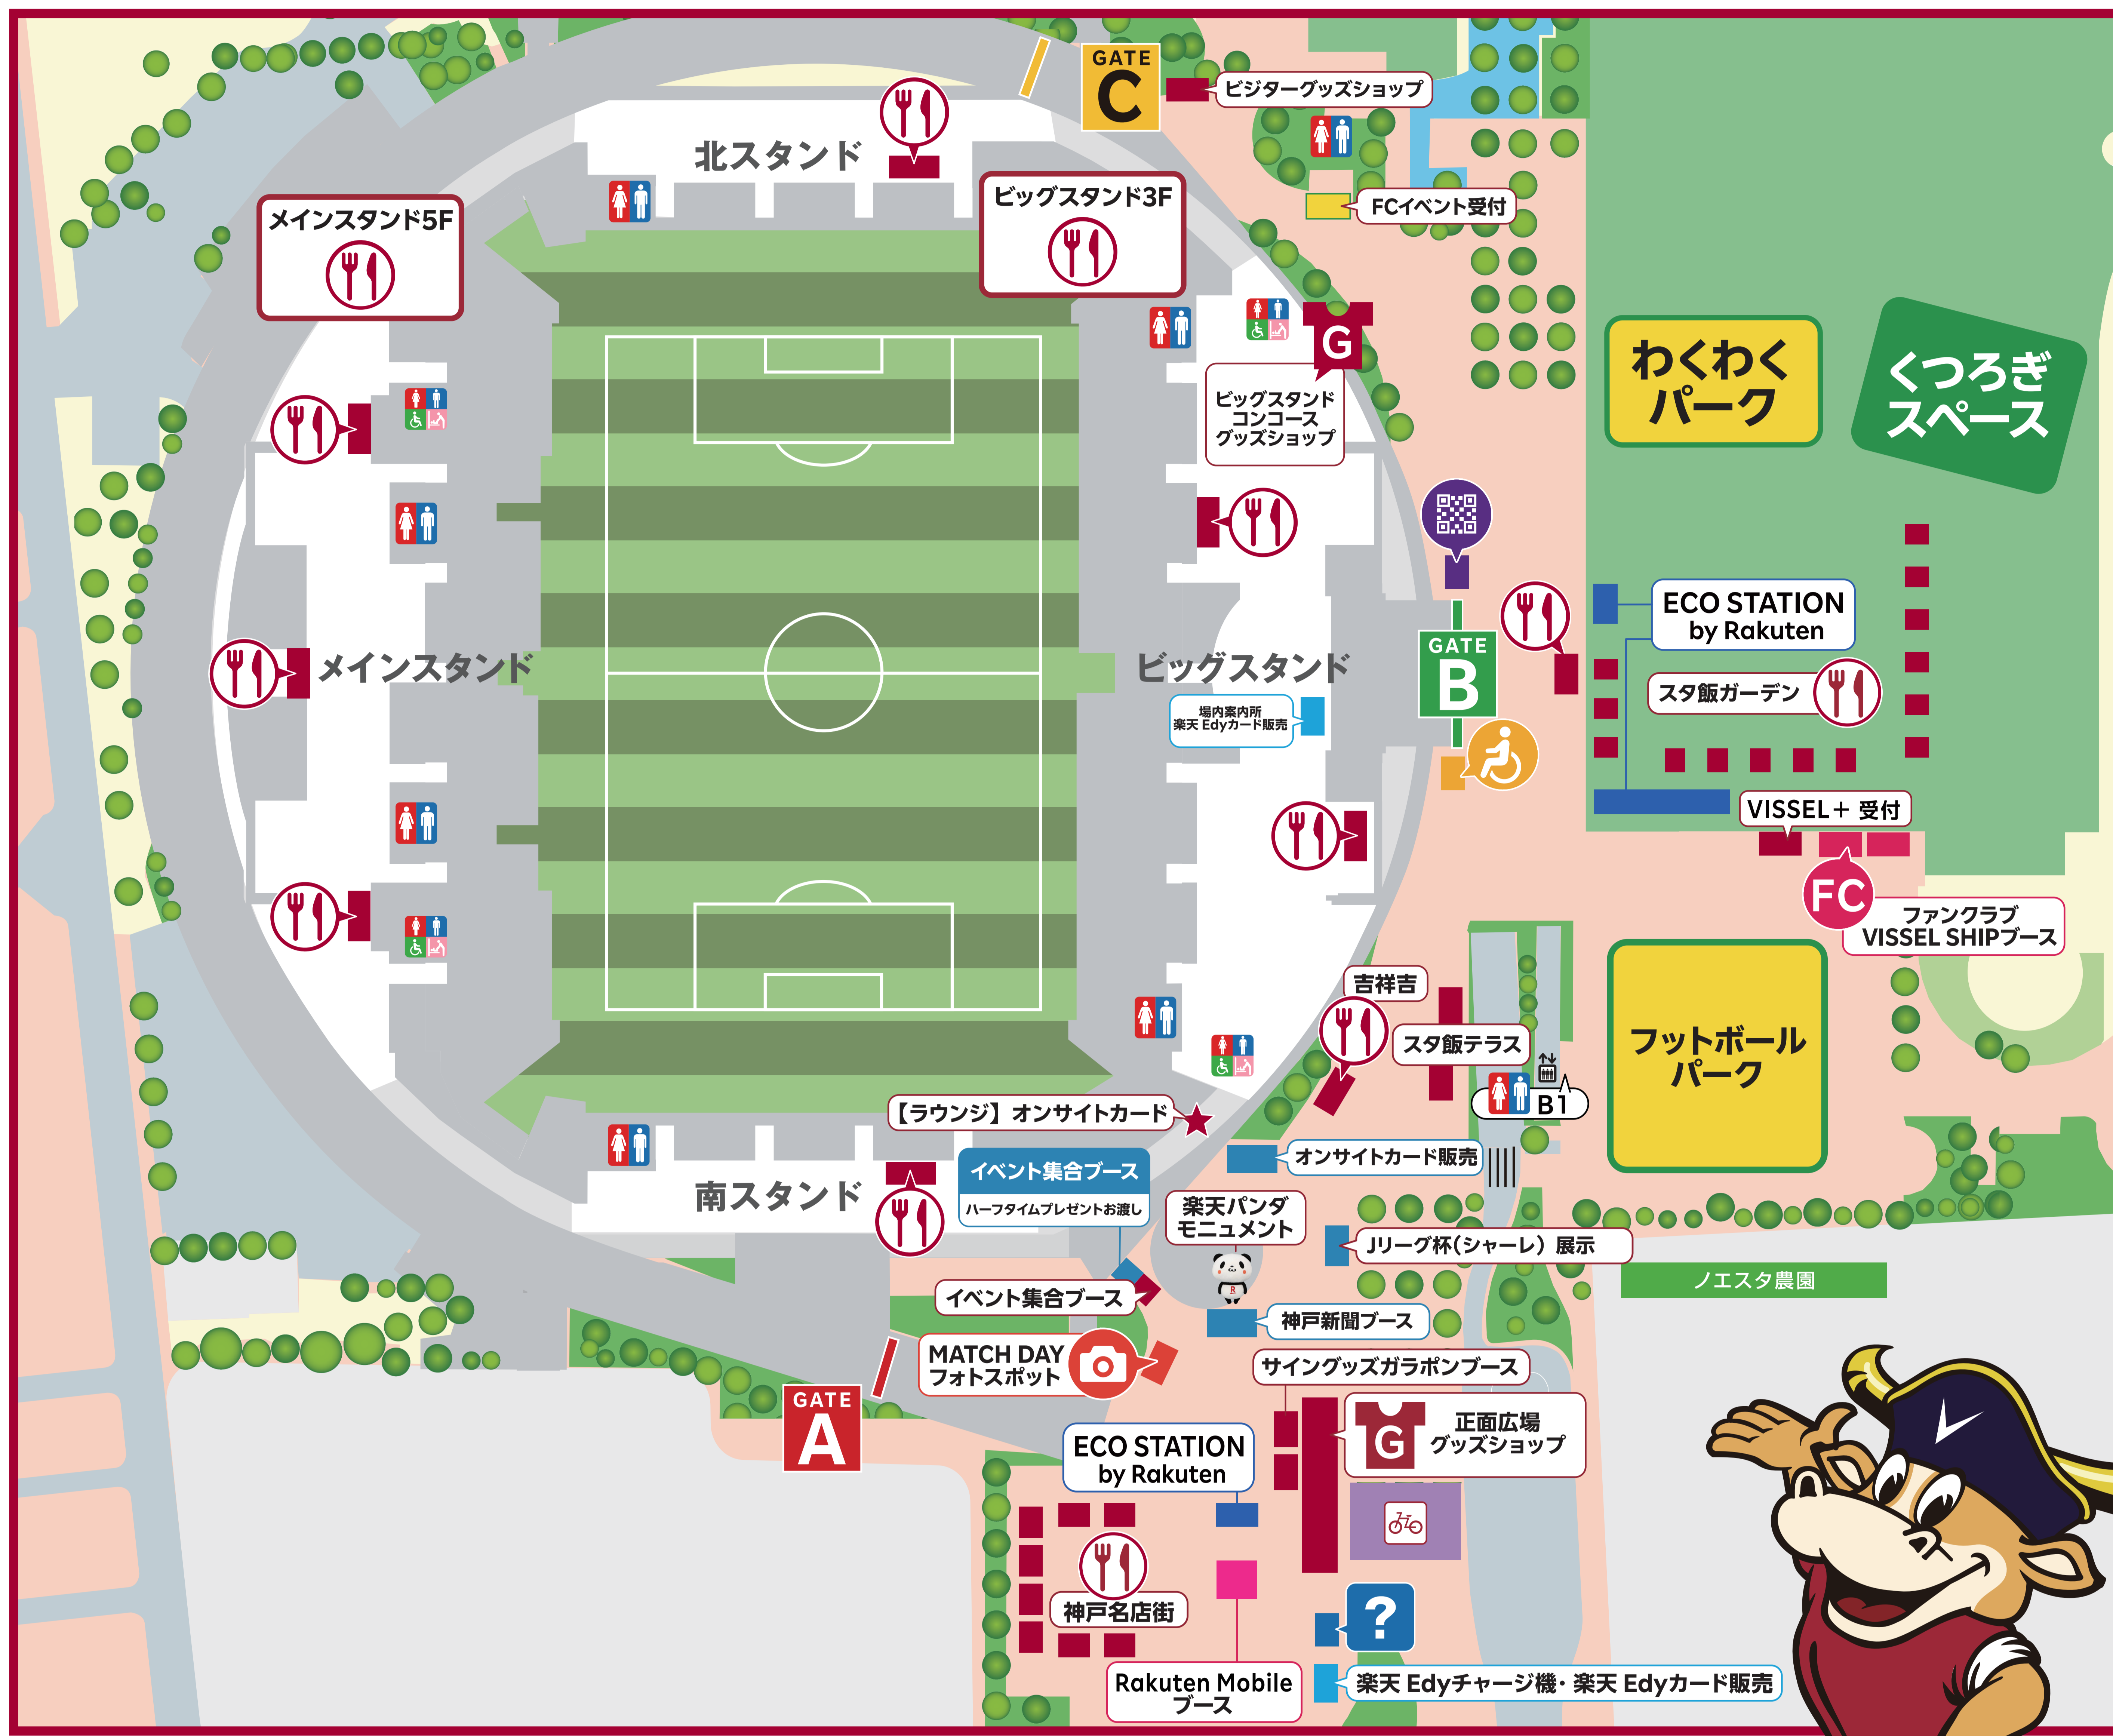 GATE
C
ビジターグッズショップ
北スタンド
メインスタンド5F
ビッグスタンド3F
FCイベント受付
G
ビッグスタンド
コンコース
グッズショップ
わくわく
パーク
くつろぎ
スペース
ECO STATION
by Rakuten
メインスタンド
ビッグスタンド
GATE
B
スタ飯ガーデン
場内案内所
楽天 Edyカード販売
VISSEL＋ 受付
FC
ファンクラブ
VISSEL SHIPブース
吉祥吉
スタ飯テラス
フットボール
パーク
B1
【ラウンジ】オンサイトカード
オンサイトカード販売
イベント集合ブース
ハーフタイムプレゼントお渡し
南スタンド
楽天パンダ
モニュメント
R
Jリーグ杯（シャーレ）展示
ノエスタ農園
イベント集合ブース
神戸新聞ブース
MATCH DAY
フォトスポット
サイングッズガラポンブース
GATE
A
G
正面広場
グッズショップ
ECO STATION
by Rakuten
神戸名店街
?
Rakuten Mobile
ブース
楽天 Edyチャージ機・楽天 Edyカード販売